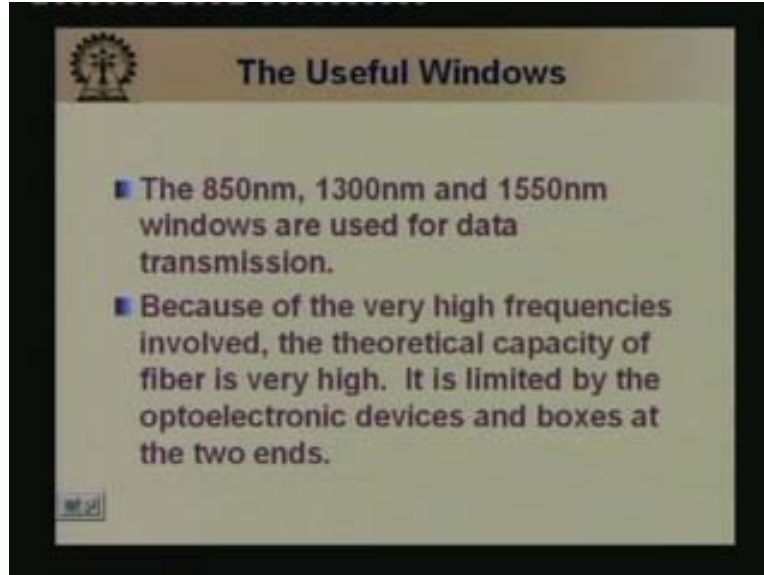 The Useful Windows
The 850nm, 1300nm and 1550nm
windows are used for data
transmission.
Because of the very high frequencies
involved, the theoretical capacity of
fiber is very high. It is limited by the
optoelectronic devices and boxes at
the two ends.